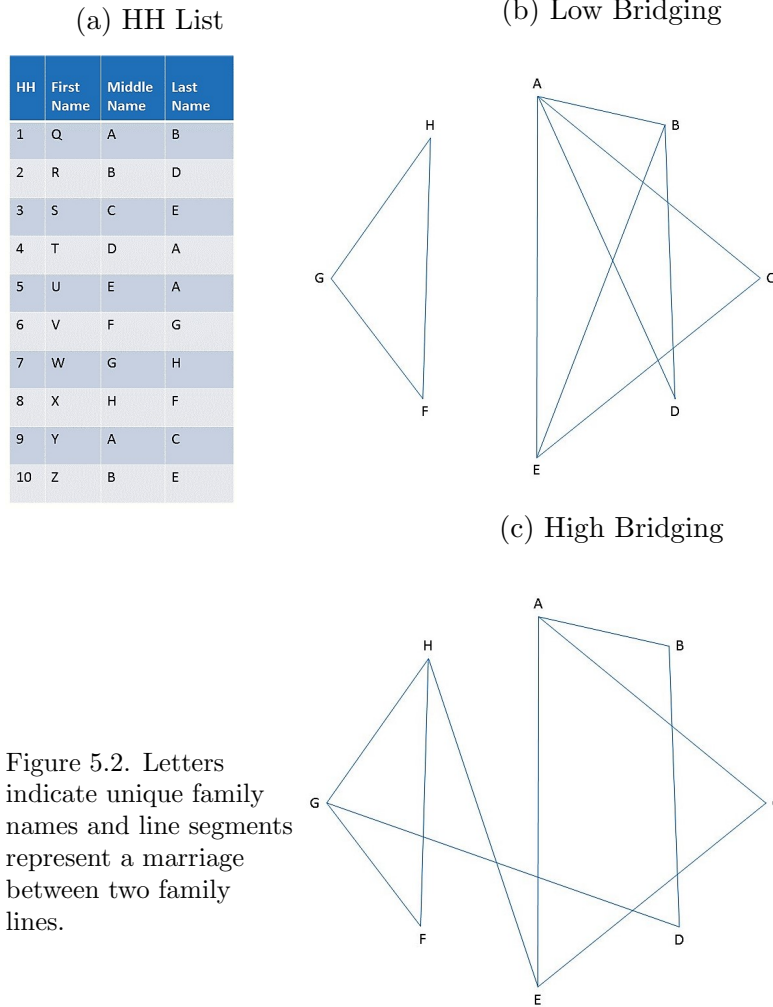 (a) HH List
HH First Name Middle Name Last Name
1 Q A B
2 R B D
3 S C E
4 T D A
5 U E A
6 V F G
7 W G H
8 X H F
9 Y A C
10 Z B E
(b) Low Bridging
A
B
H
G
C
F
D
E
(c) High Bridging
A
B
H
G
F
D
E
Figure 5.2. Letters
indicate unique family
names and line segments
represent a marriage
between two family
lines.